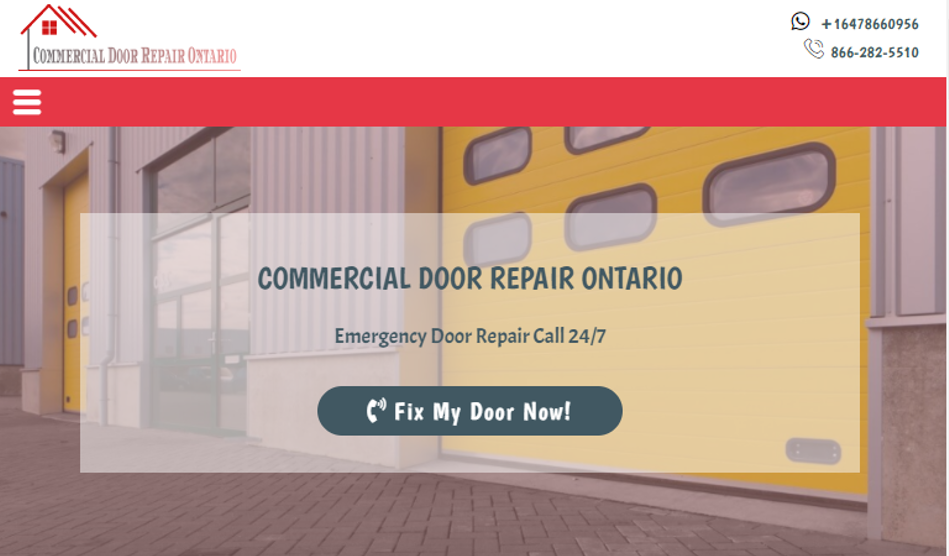 COMMERCIAL DOOR REPAIR ONTARIO
+16478660956
866-282-5510
COMMERCIAL DOOR REPAIR ONTARIO
Emergency Door Repair Call 24/7
Fix My Door Now!